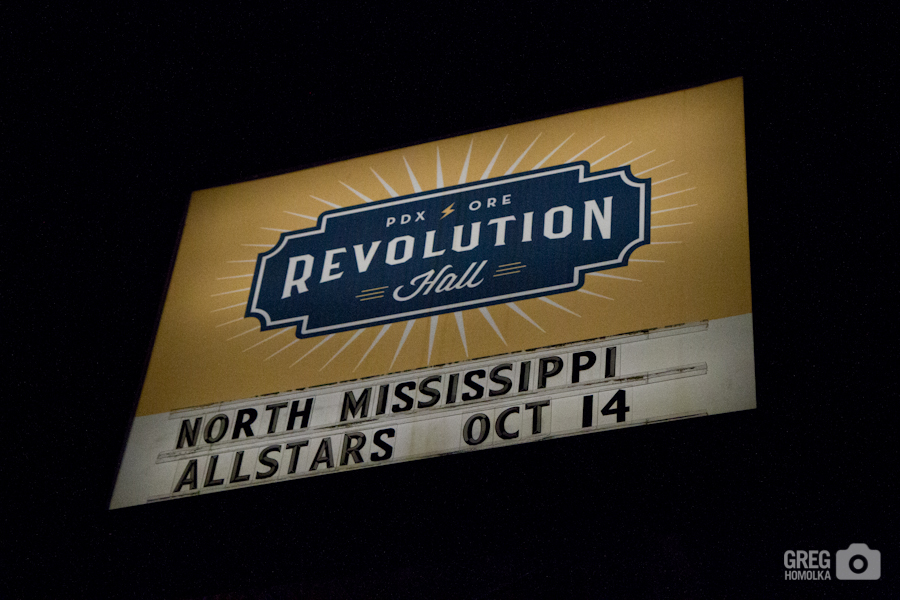 PDX ORE
REVOLUTION
Hall
NORTH MISSISSIPPI
ALLSTARS OCT 14
GREG
HOMOLKA